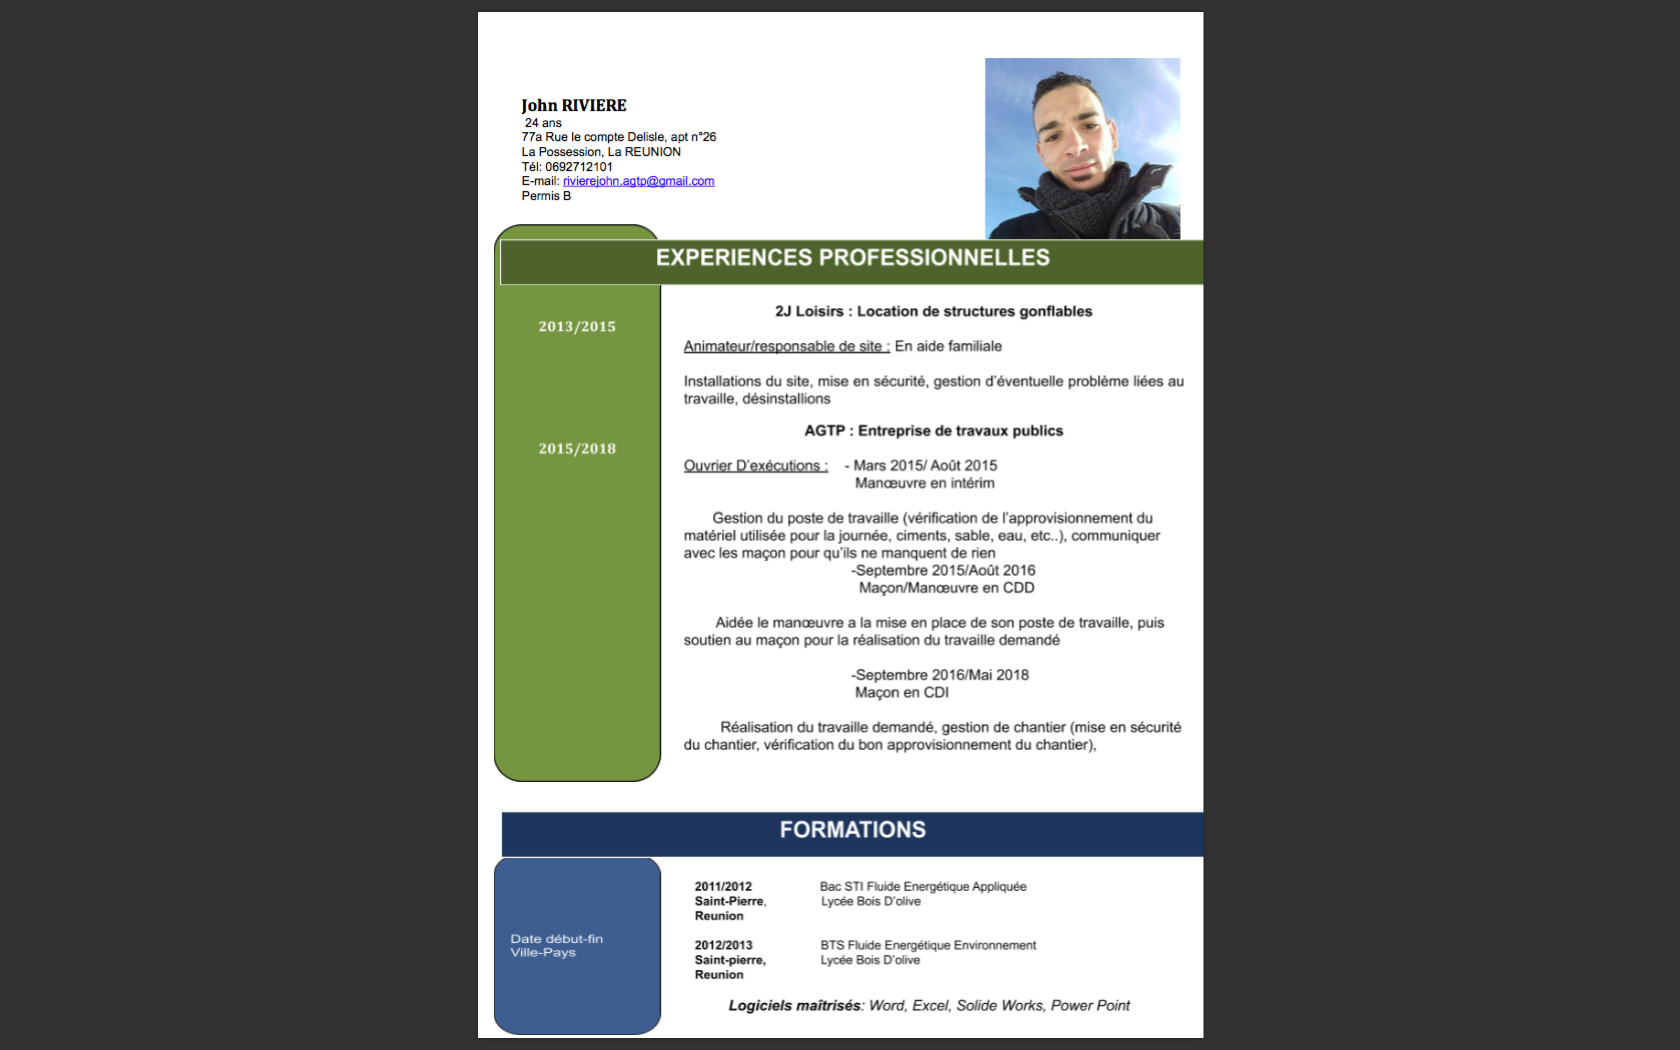 John RIVIERE
24 ans
77a Rue le compte Delisle, apt n°26
La Possession, La REUNION
Tél: 0692712101
E-mail: rivierejohn.agtp@gmail.com
Permis B
EXPERIENCES PROFESSIONNELLES
2013/2015
2J Loisirs : Location de structures gonflables
Animateur/responsable de site : En aide familiale
Installations du site, mise en sécurité, gestion d'éventuelle problème liées au
travaille, désinstallions
2015/2018
AGTP : Entreprise de travaux publics
Ouvrier D'exécutions : - Mars 2015/ Août 2015
Manœuvre en intérim
Gestion du poste de travaille (vérification de l'approvisionnement du
matériel utilisée pour la journée, ciments, sable, eau, etc..), communiquer
avec les maçon pour qu'ils ne manquent de rien
-Septembre 2015/Août 2016
Maçon/Manœuvre en CDD
Aidée le manœuvre a la mise en place de son poste de travaille, puis
soutien au maçon pour la réalisation du travaille demandé
-Septembre 2016/Mai 2018
Maçon en CDI
Réalisation du travaille demandé, gestion de chantier (mise en sécurité
du chantier, vérification du bon approvisionnement du chantier),
FORMATIONS
Date début-fin
Ville-Pays
2011/2012 Bac STI Fluide Energétique Appliquée
Saint-Pierre, Lycée Bois D'olive
Reunion
2012/2013 BTS Fluide Energétique Environnement
Saint-pierre, Lycée Bois D'olive
Reunion
Logiciels maîtrisés: Word, Excel, Solide Works, Power Point